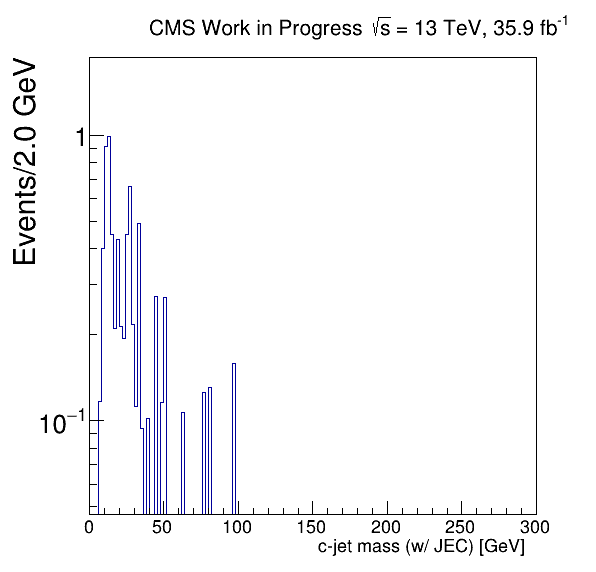 CMS Work in Progress √s = 13 TeV, 35.9 fb⁻¹
Events/2.0 GeV
1
10⁻¹
0 50 100 150 200 250 300
c-jet mass (w/ JEC) [GeV]